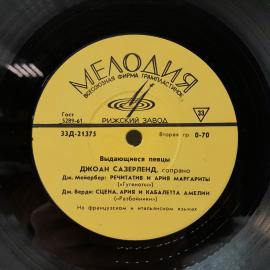 МЕЛОДИЯ
ВСЕСОЮЗНАЯ ФИРМА ГРАМПЛАСТИНОК
РИЖСКИЙ ЗАВОД
Гост
5289-61
33
33Д-21375
Вторая гр 0-70
Выдающиеся певцы
ДЖОАН САЗЕРЛЕНД, сопрано
Дж. Мейербер: РЕЧИТАТИВ И АРИЯ МАРГАРИТЫ
(«Гугеноты»)
Дж. Верди: СЦЕНА, АРИЯ И КАБАЛЕТТА АМЕЛИИ
(«Разбойники»)
На французском и итальянском языках